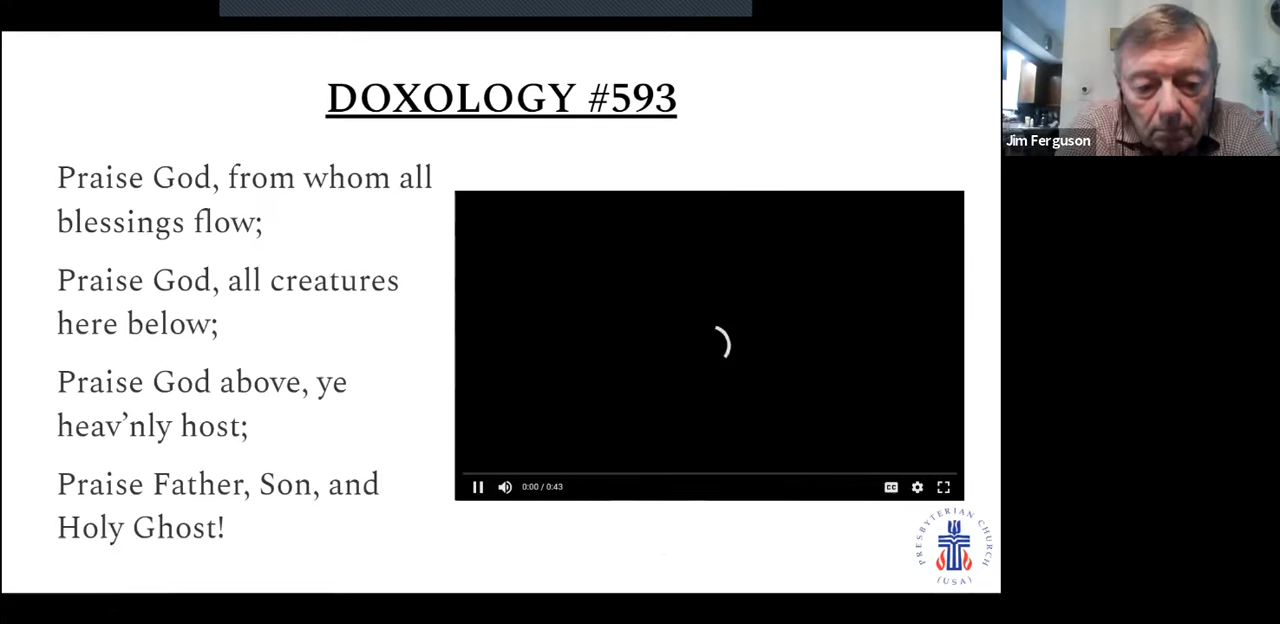 DOXOLOGY #593
Praise God, from whom all
blessings flow;
Praise God, all creatures
here below;
Praise God above, ye
heav’nly host;
Praise Father, Son, and
Holy Ghost!
0:00 / 0:43
CC
PRESBYTERIAN CHURCH
(USA)
Jim Ferguson